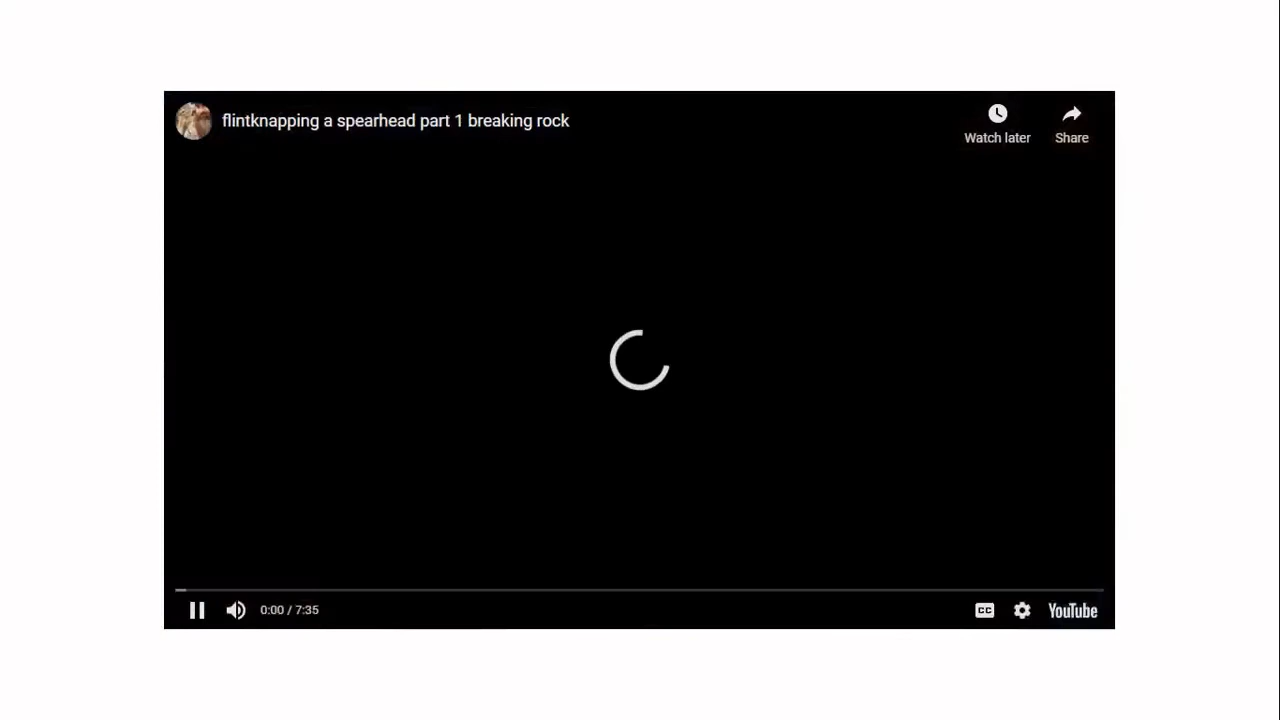 flintknapping a spearhead part 1 breaking rock
Watch later
Share
0:00 / 7:35
CC
YouTube